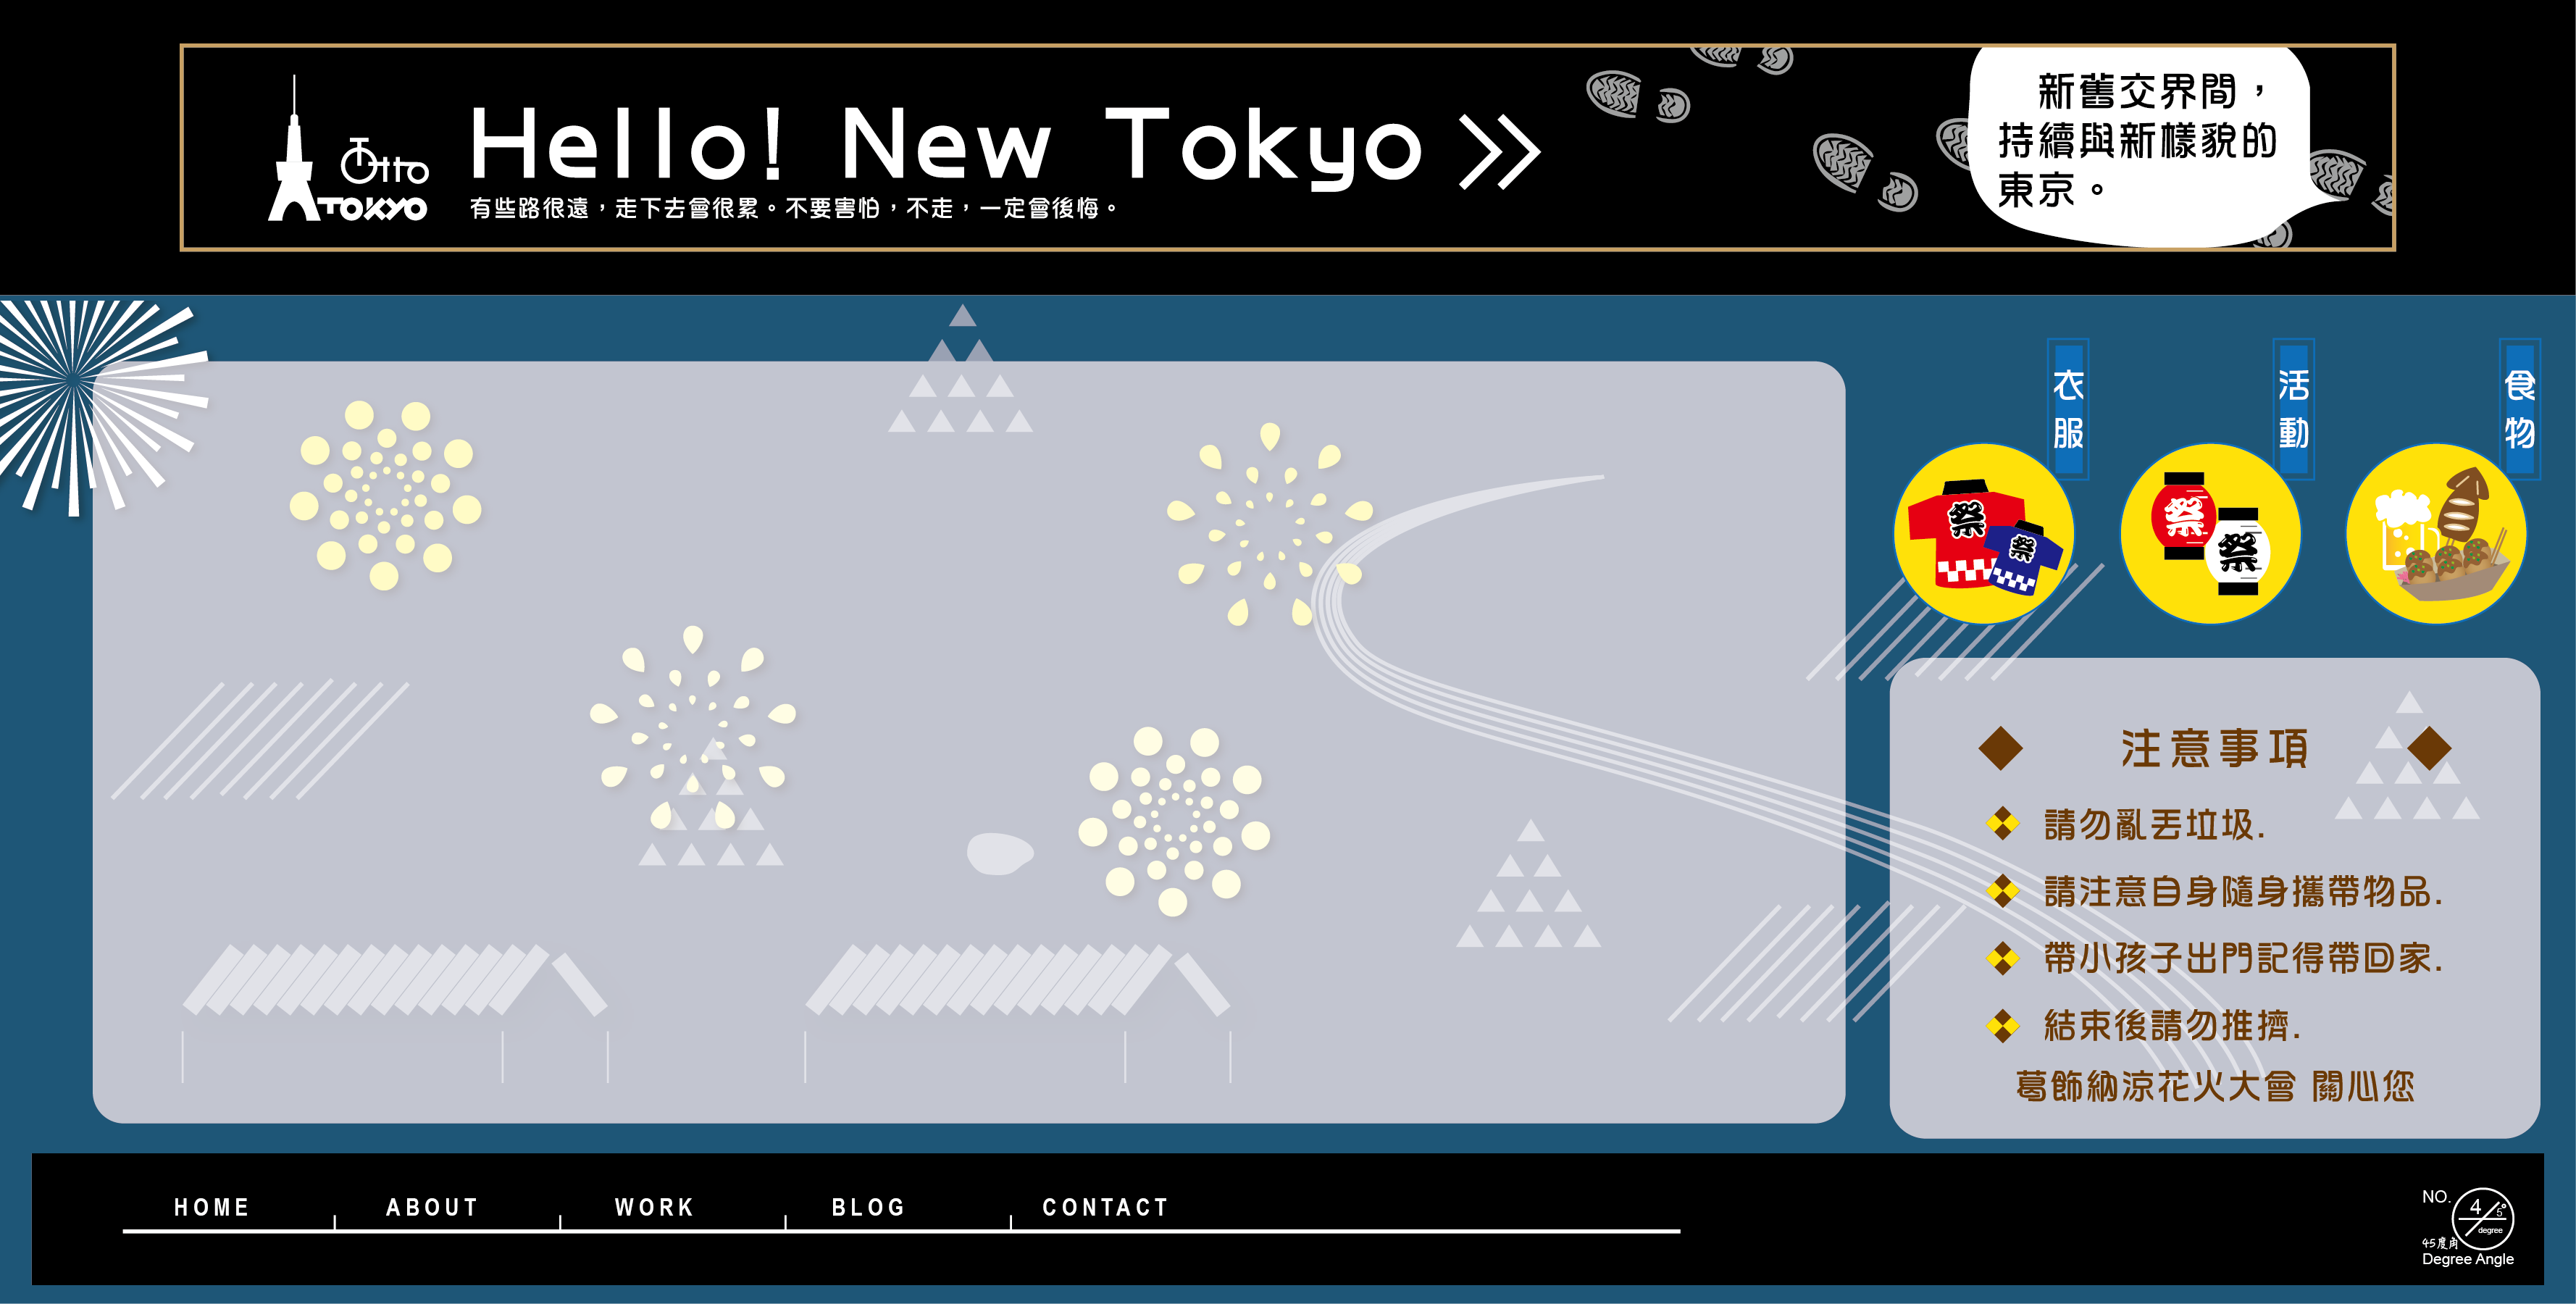 Otto
TOKYO
Hello! New Tokyo
有些路很遠，走下去會很累。不要害怕，不走，一定會後悔。
新舊交界間，
持續與新樣貌的
東京。
衣服
活動
食物
祭
祭
祭
祭
注意事項
請勿亂丟垃圾.
請注意自身隨身攜帶物品.
帶小孩子出門記得帶回家.
結束後請勿推擠.
葛飾納涼花火大會 關心您
HOME ABOUT WORK BLOG CONTACT
NO.
4 5°
degree
45度角
Degree Angle